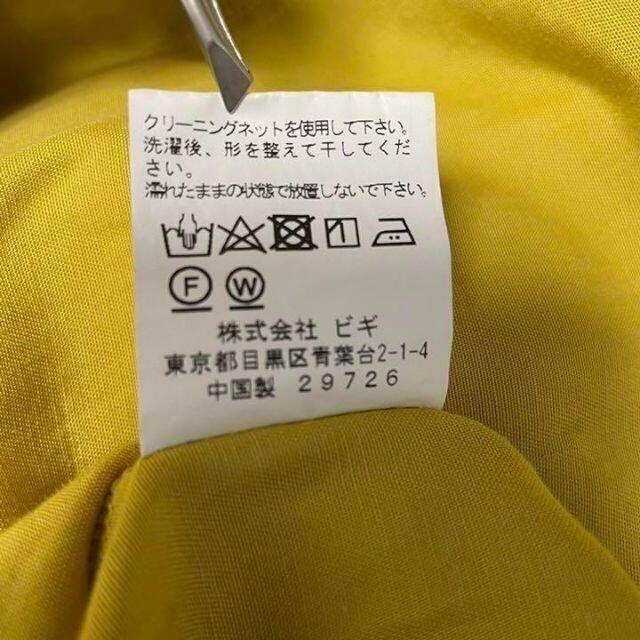 クリーニングネットを使用して下さい。
洗濯後、形を整えて干してくだ
さい。
濡れたままの状態で放置しないで下さい。
F W
株式会社 ビギ
東京都目黒区青葉台2-1-4
中国製 29726